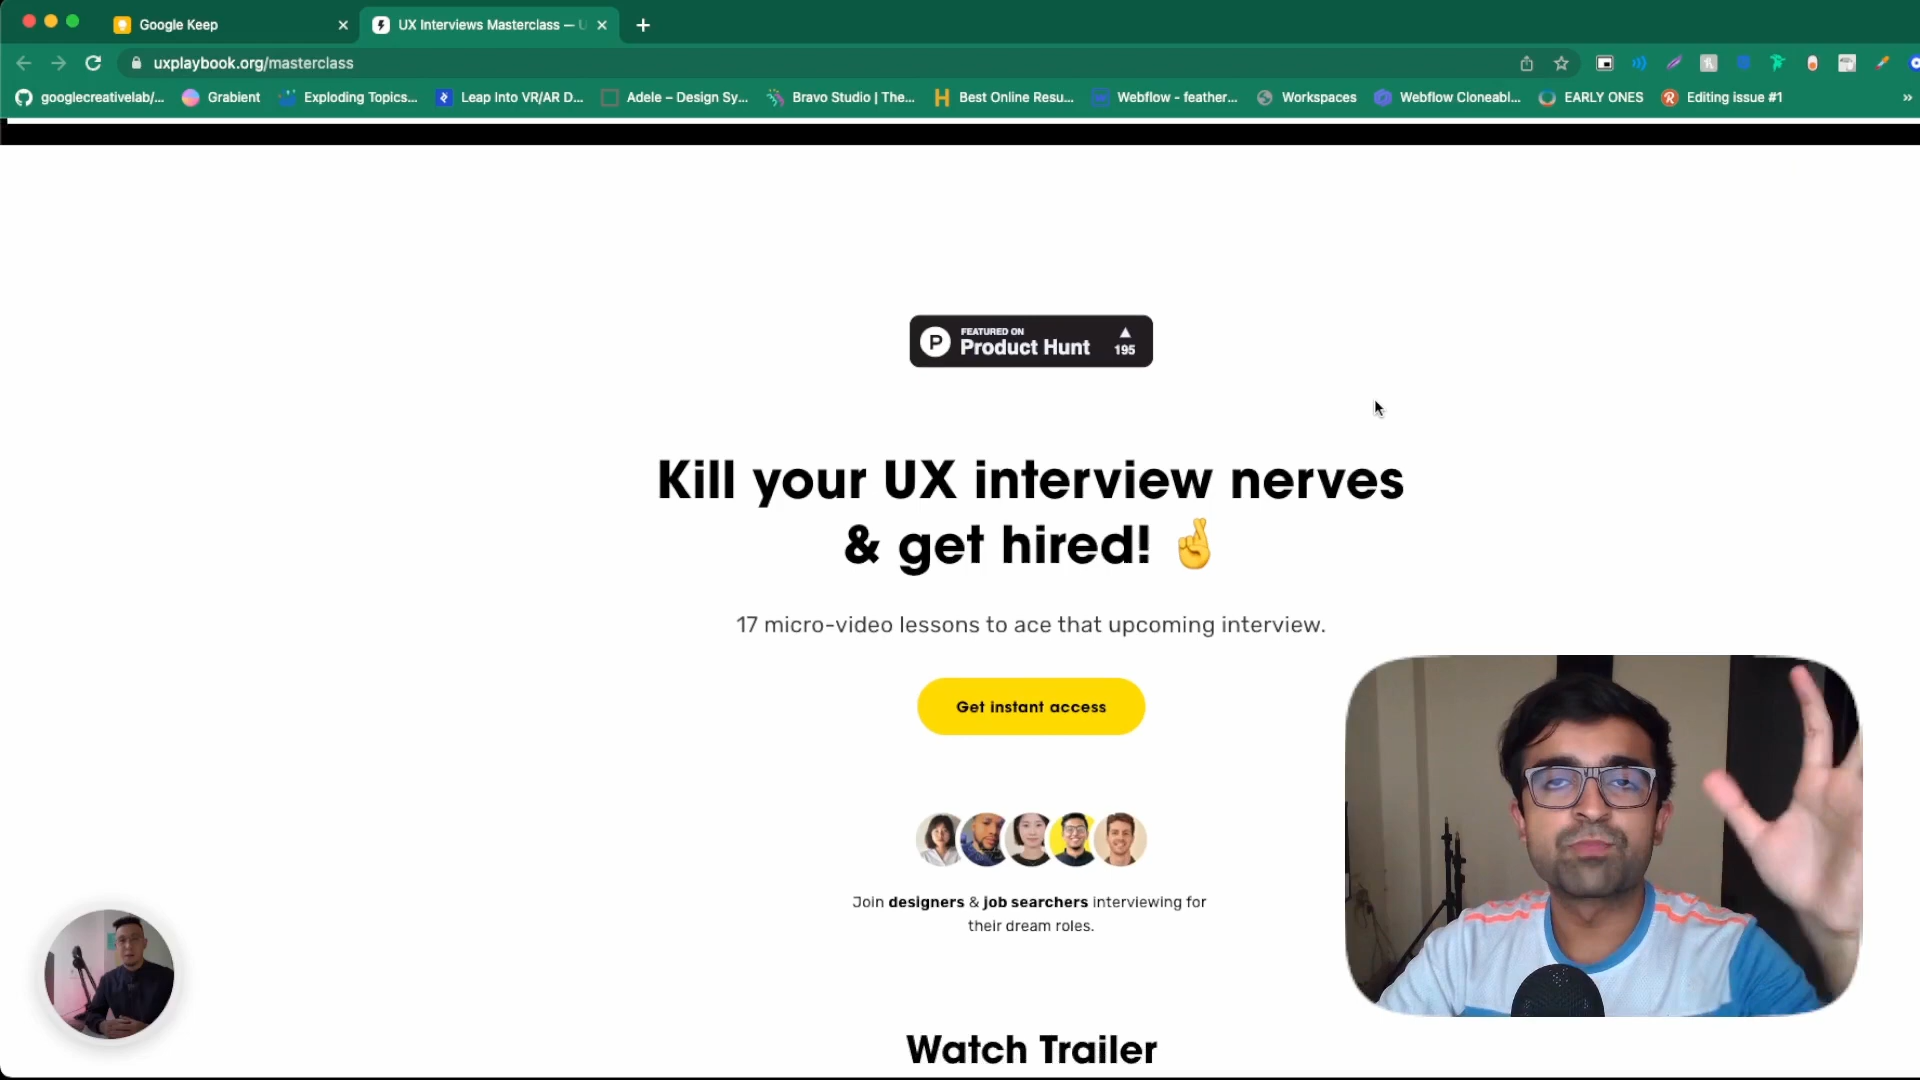 Google Keep
UX Interviews Masterclass — U
uxplaybook.org/masterclass
googlecreativelab/...
Grabient
Exploding Topics...
Leap Into VR/AR D...
Adele – Design Sy...
Bravo Studio | The...
Best Online Resu...
Webflow - feather...
Workspaces
Webflow Cloneabl...
EARLY ONES
Editing issue #1
»
P
FEATURED ON
Product Hunt
195
Kill your UX interview nerves
& get hired! 🤞
17 micro-video lessons to ace that upcoming interview.
Get instant access
Join designers & job searchers interviewing for
their dream roles.
Watch Trailer